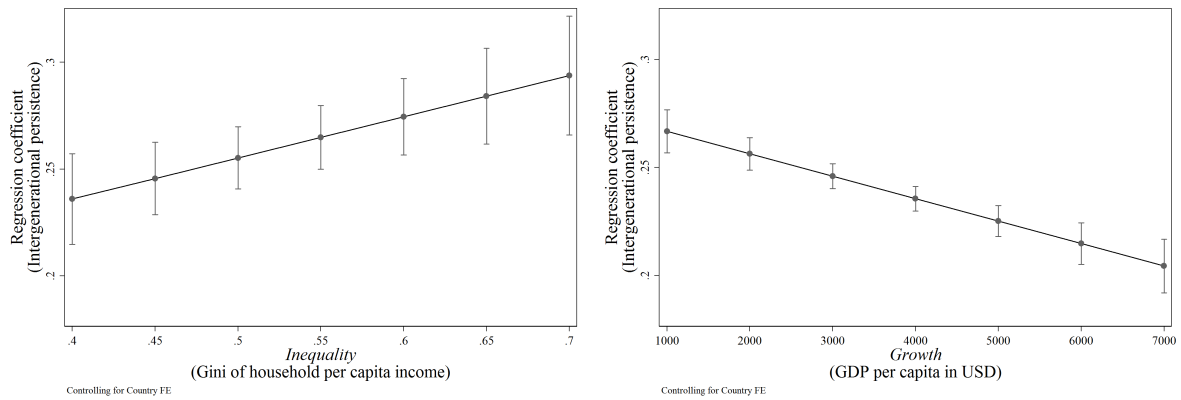 Regression coefficient
(Intergenerational persistence)
.3
.25
.2
.4 .45 .5 .55 .6 .65 .7
Inequality
(Gini of household per capita income)
Controlling for Country FE
Regression coefficient
(Intergenerational persistence)
.3
.25
.2
1000 2000 3000 4000 5000 6000 7000
Growth
(GDP per capita in USD)
Controlling for Country FE